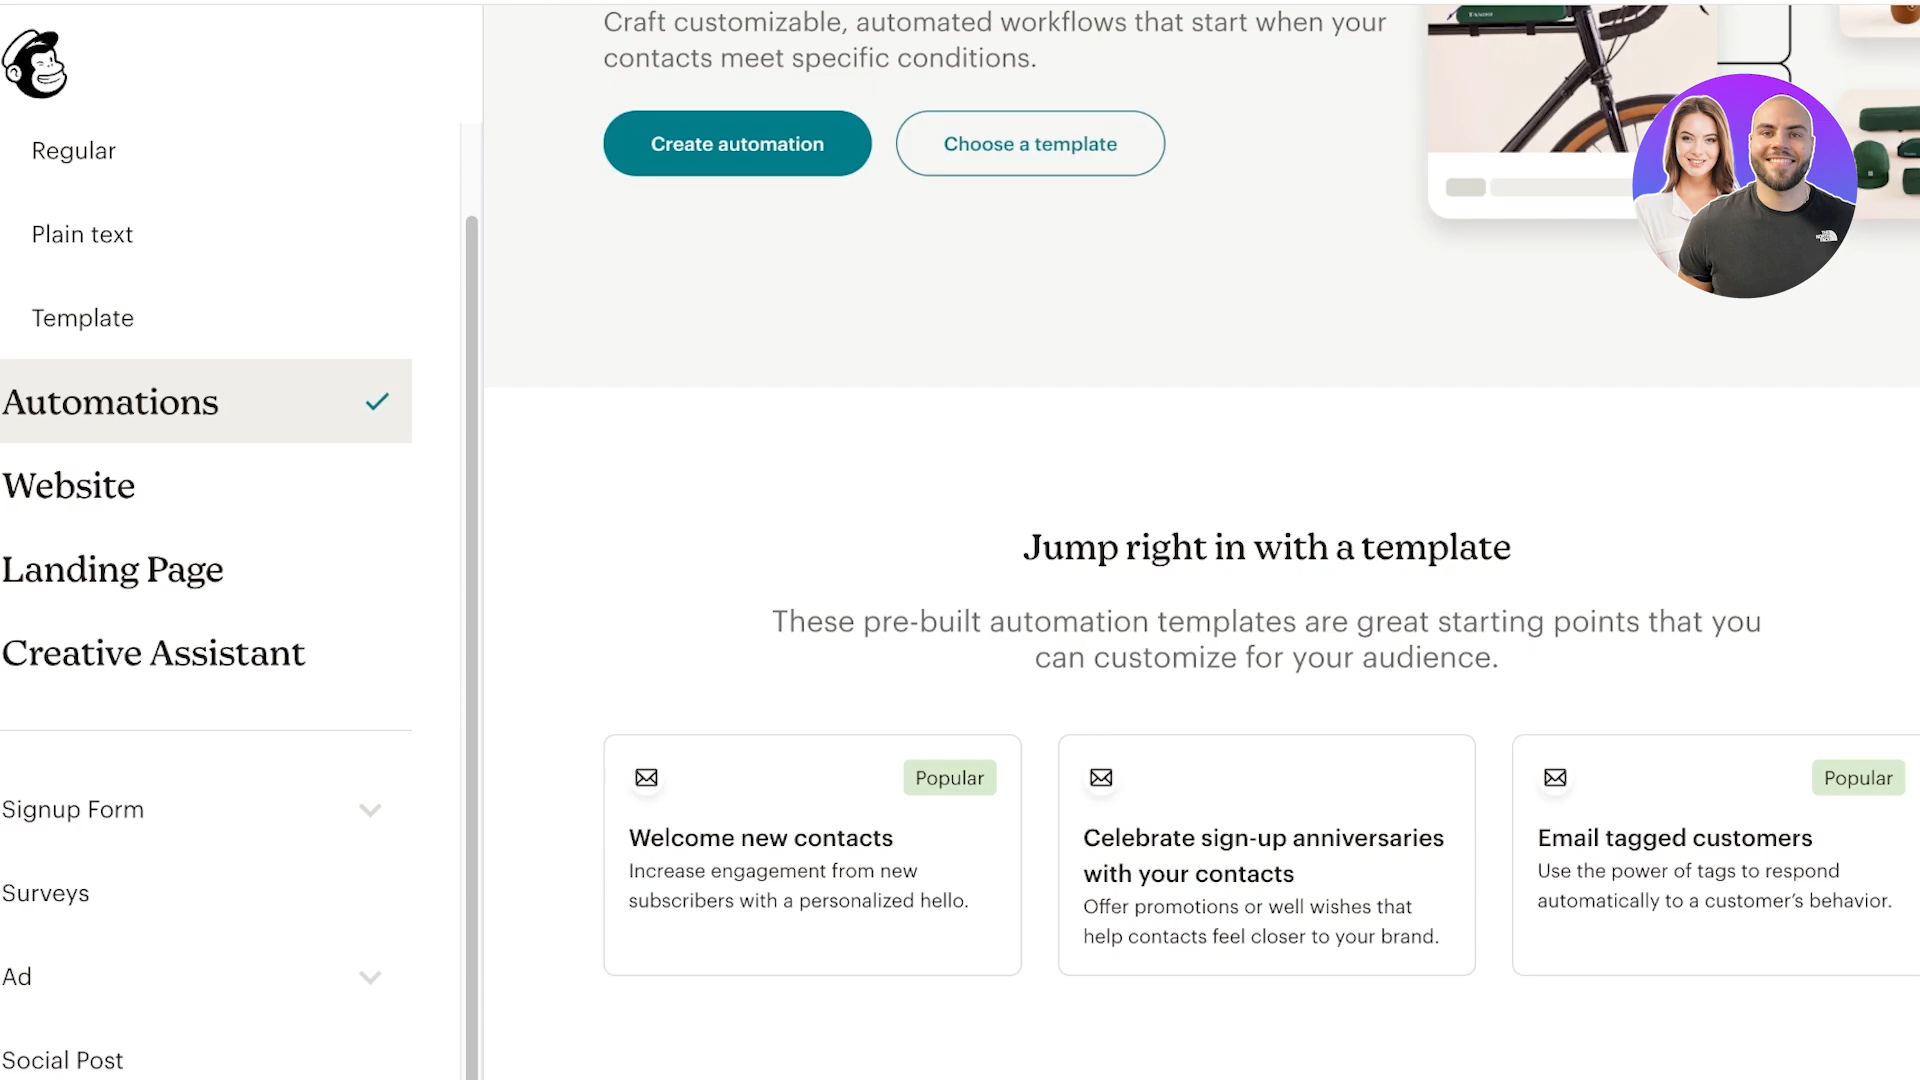 Craft customizable, automated workflows that start when your
contacts meet specific conditions.
Create automation
Choose a template
Regular
Plain text
Template
Automations
Website
Landing Page
Creative Assistant
Signup Form
Surveys
Ad
Social Post
Jump right in with a template
These pre-built automation templates are great starting points that you
can customize for your audience.
Popular
Welcome new contacts
Increase engagement from new
subscribers with a personalized hello.
Celebrate sign-up anniversaries
with your contacts
Offer promotions or well wishes that
help contacts feel closer to your brand.
Popular
Email tagged customers
Use the power of tags to respond
automatically to a customer’s behavior.